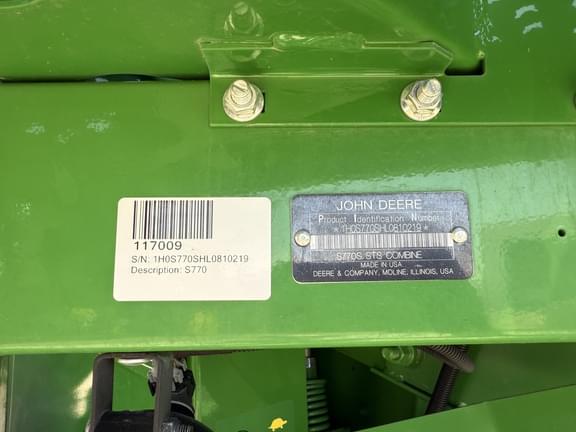 117009
S/N: 1H0S770SHL0810219
Description: S770
JOHN DEERE
Product Identification Number
*1H0S770SHL0810219*
S770S STS COMBINE
MADE IN USA
DEERE & COMPANY, MOLINE, ILLINOIS, USA